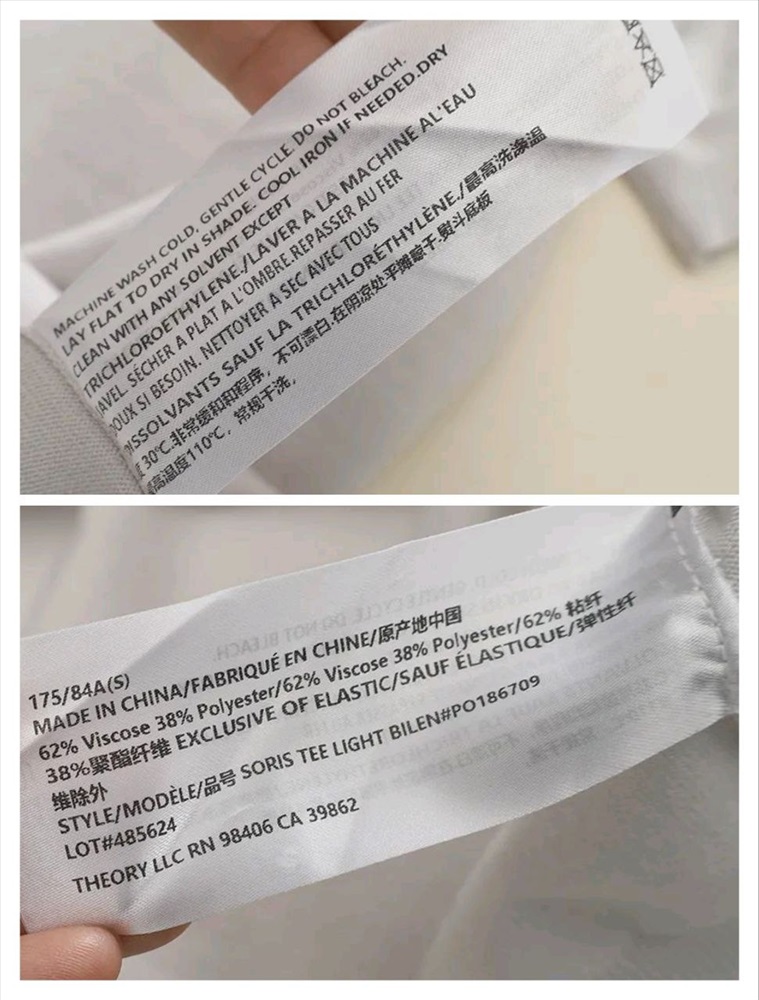 MACHINE WASH COLD, GENTLE CYCLE, DO NOT BLEACH.
LAY FLAT TO DRY IN SHADE. COOL IRON IF NEEDED.DRY
CLEAN WITH ANY SOLVENT EXCEPT
TRICHLOROETHYLENE./LAVER A LA MACHINE AL'EAU
AVEL. SÉCHER A PLAT A L'OMBRE.REPASSER AU FER
DOUX SI BESOIN. NETTOYER A SEC AVEC TOUS
DISSOLVANTS SAUF LA TRICHLORÉTHYLÈNE./最高洗涤温
度 30℃.非常缓和和程序，不可漂白.在阴凉处平摊晾干.熨斗底板
最高温度110℃，常规干洗，
175/84A(S)
MADE IN CHINA/FABRIQUÉ EN CHINE/原产地中国
62% Viscose 38% Polyester/62% Viscose 38% Polyester/62% 粘纤
38%聚酯纤维 EXCLUSIVE OF ELASTIC/SAUF ÉLASTIQUE/弹性纤
维除外
STYLE/MODÈLE/品号 SORIS TEE LIGHT BILEN#PO186709
LOT#485624
THEORY LLC RN 98406 CA 39862